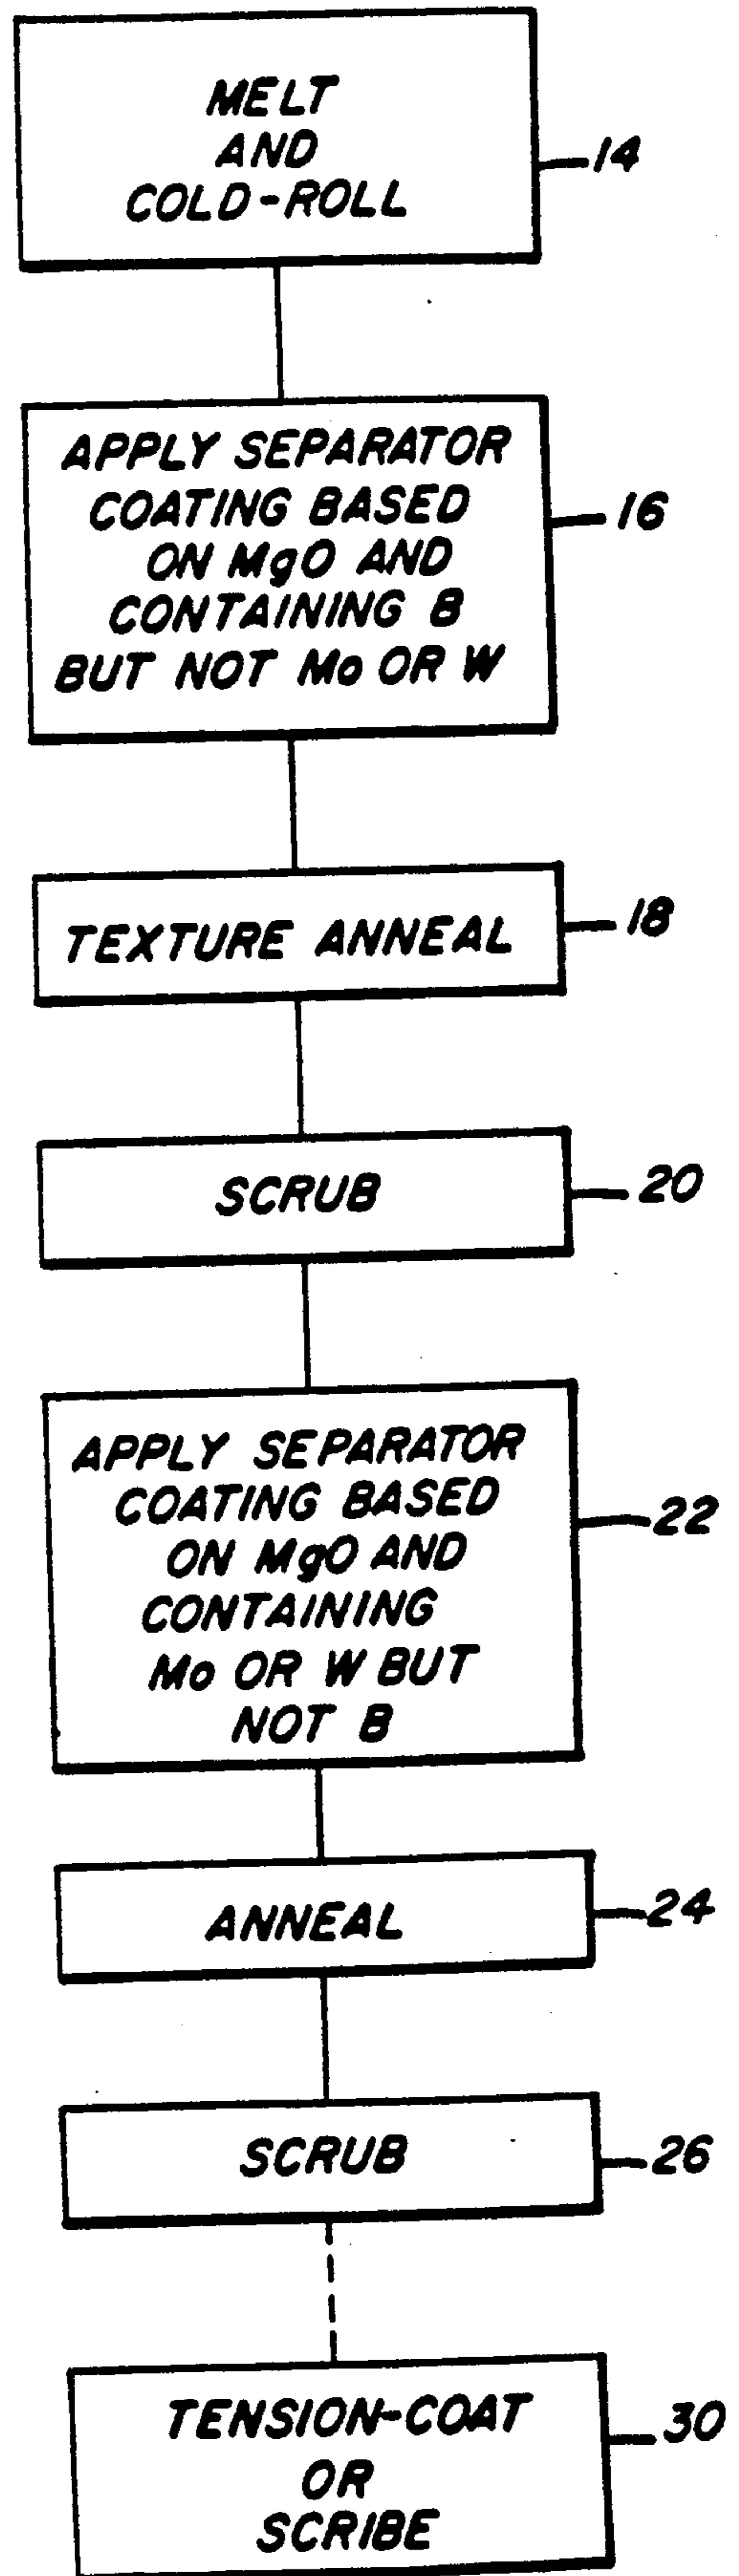 MELT
AND
COLD-ROLL
14
APPLY SEPARATOR
COATING BASED
ON MgO AND
CONTAINING B
BUT NOT Mo OR W
16
TEXTURE ANNEAL
18
SCRUB
20
APPLY SEPARATOR
COATING BASED
ON MgO AND
CONTAINING
Mo OR W BUT
NOT B
22
ANNEAL
24
SCRUB
26
TENSION-COAT
OR
SCRIBE
30